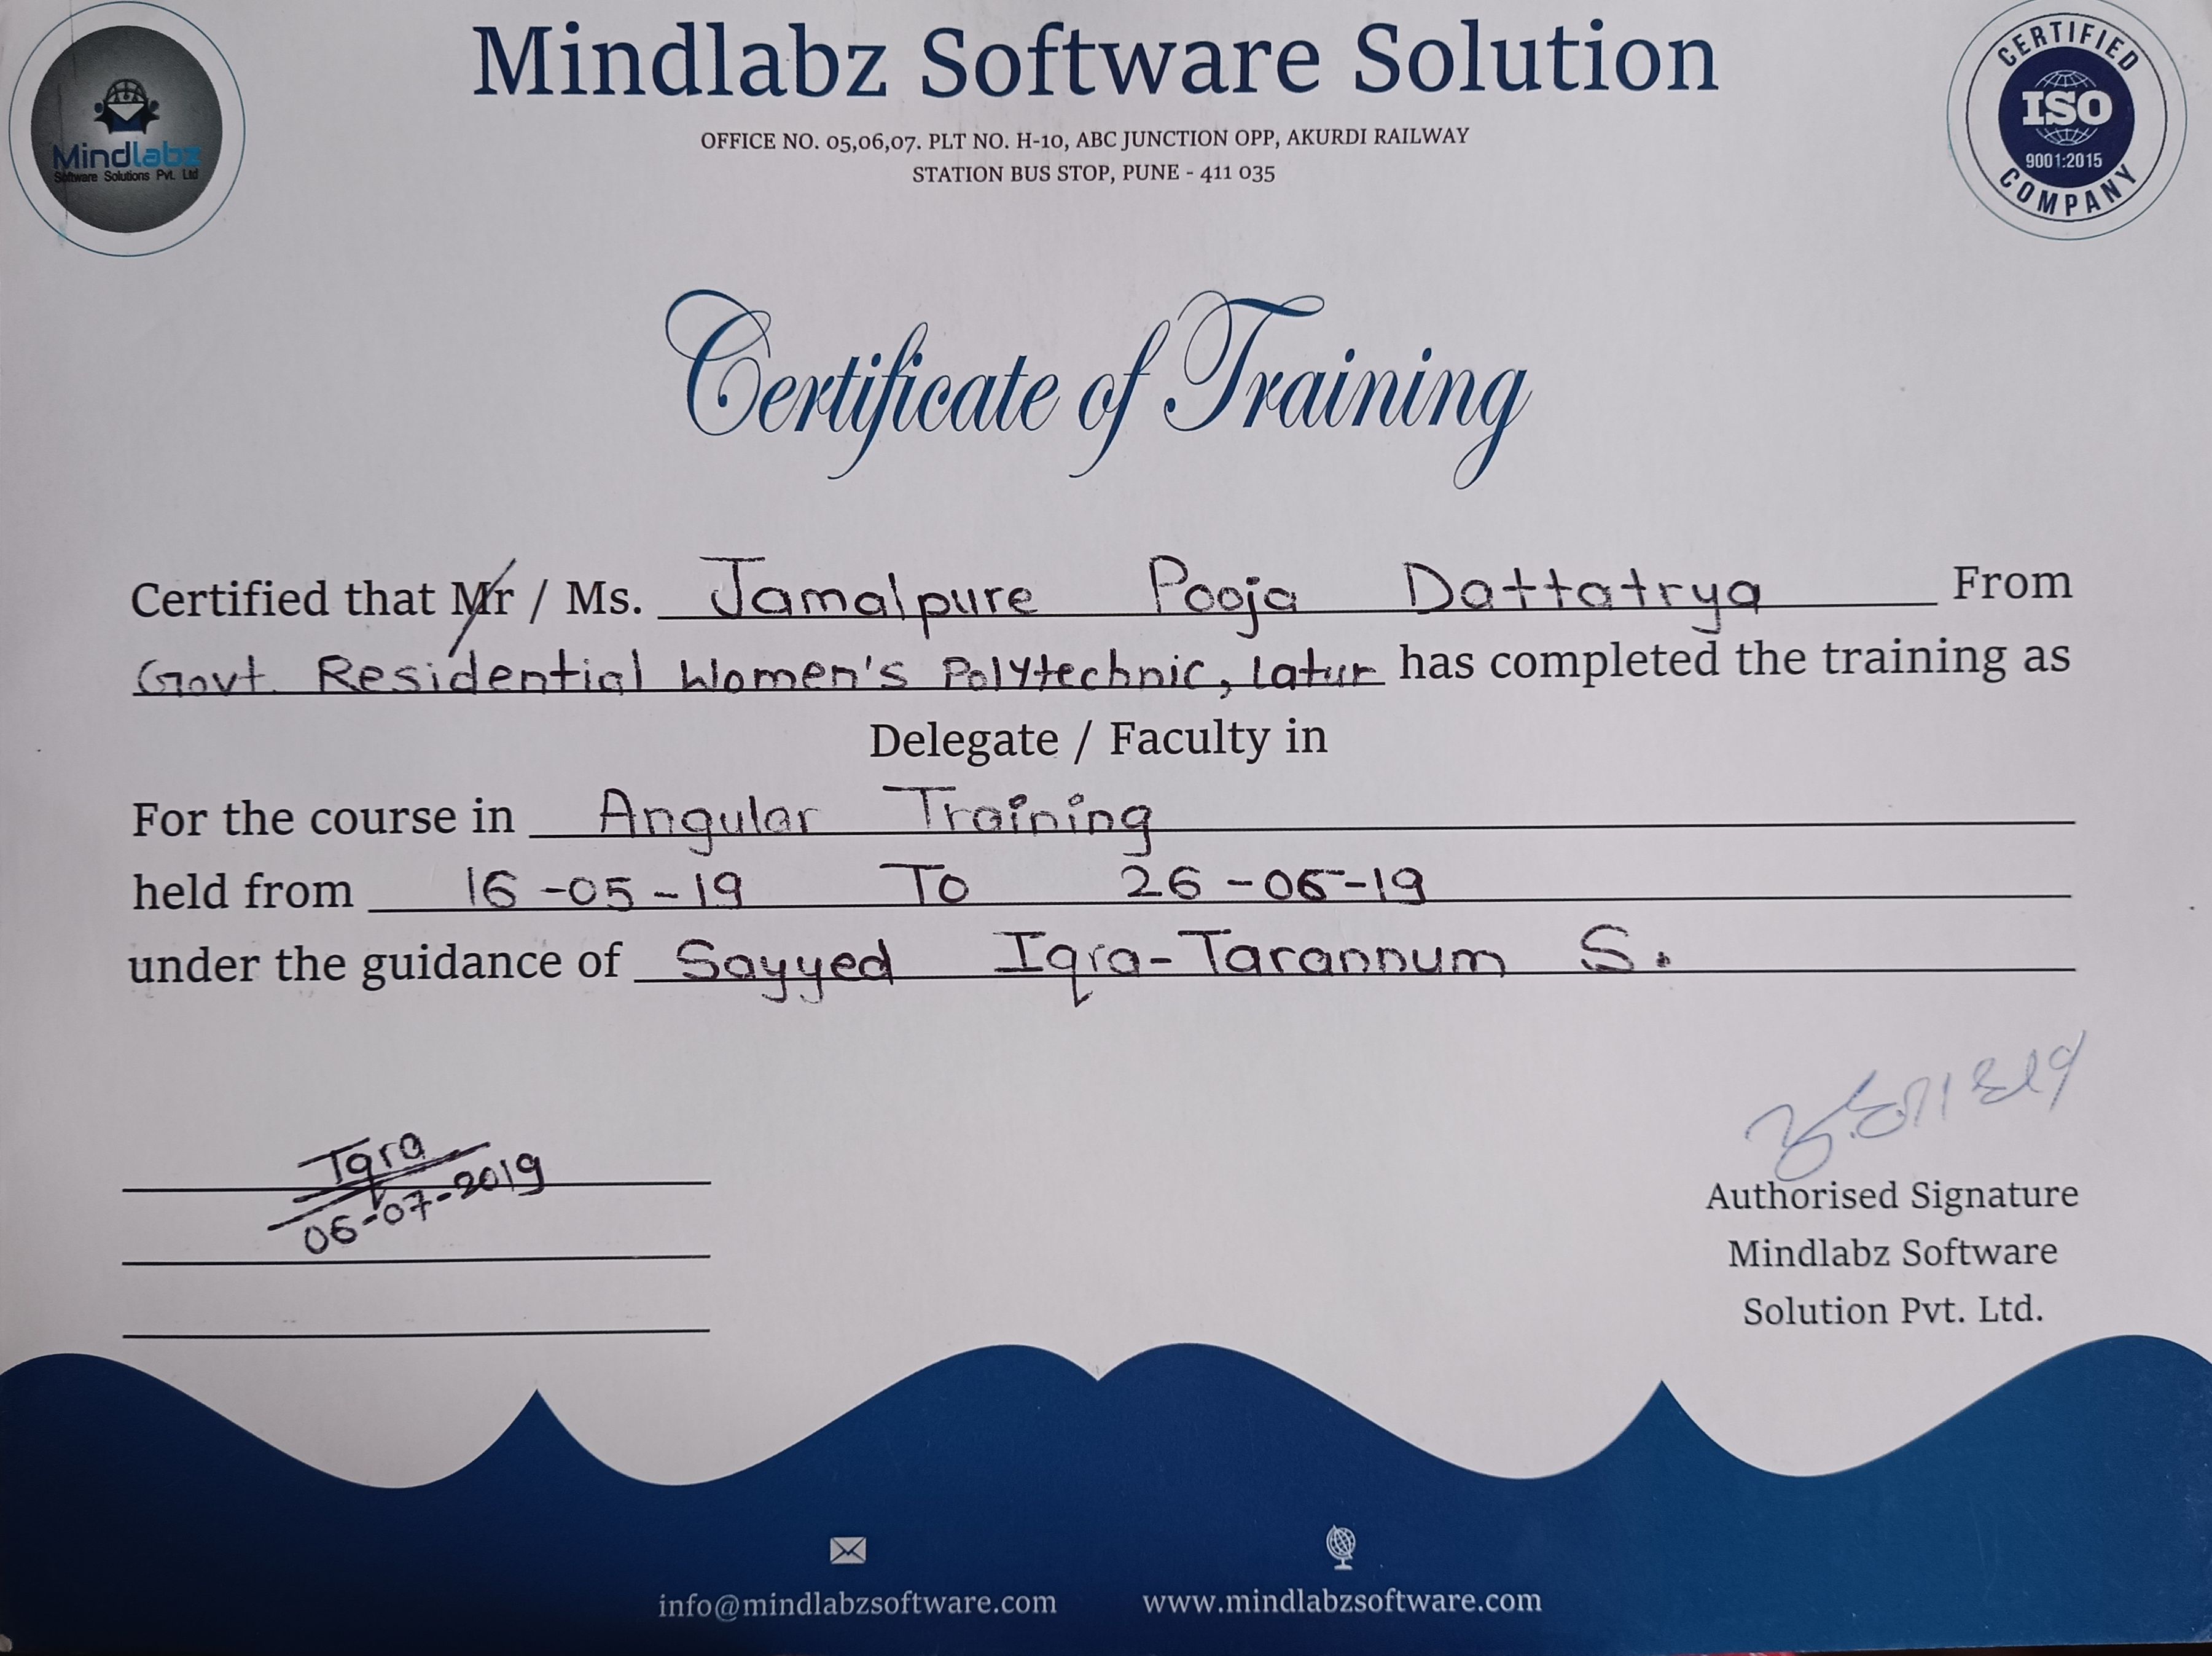 Mindlabz Software Solution
OFFICE NO. 05,06,07. PLT NO. H-10, ABC JUNCTION OPP, AKURDI RAILWAY
STATION BUS STOP, PUNE - 411 035
Mindlabz
Software Solutions Pvt. Ltd
CERTIFIED
ISO
9001:2015
COMPANY
Certificate of Training
Certified that Mr / Ms. Jamalpure Pooja Dattatrya From
Govt. Residential Women's Polytechnic, latur has completed the training as
Delegate / Faculty in
For the course in Angular Training
held from 16-05-19 To 26-06-19
under the guidance of Sayyed Iqra-Tarannum S.
Iqra
06-07-2019
Authorised Signature
Mindlabz Software
Solution Pvt. Ltd.
info@mindlabzsoftware.com www.mindlabzsoftware.com